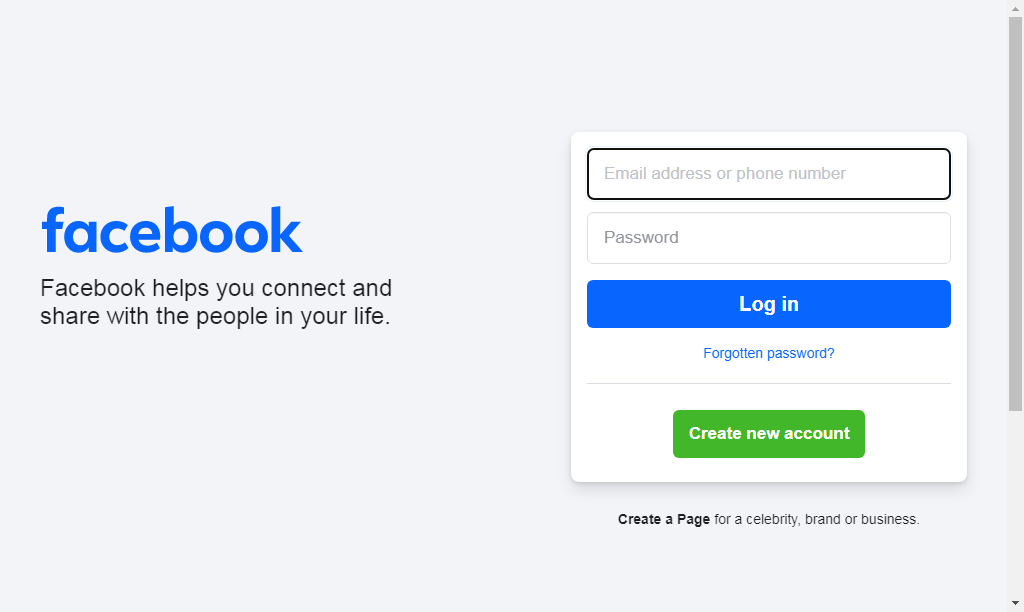 facebook
Facebook helps you connect and
share with the people in your life.
Email address or phone number
Password
Log in
Forgotten password?
Create new account
Create a Page for a celebrity, brand or business.